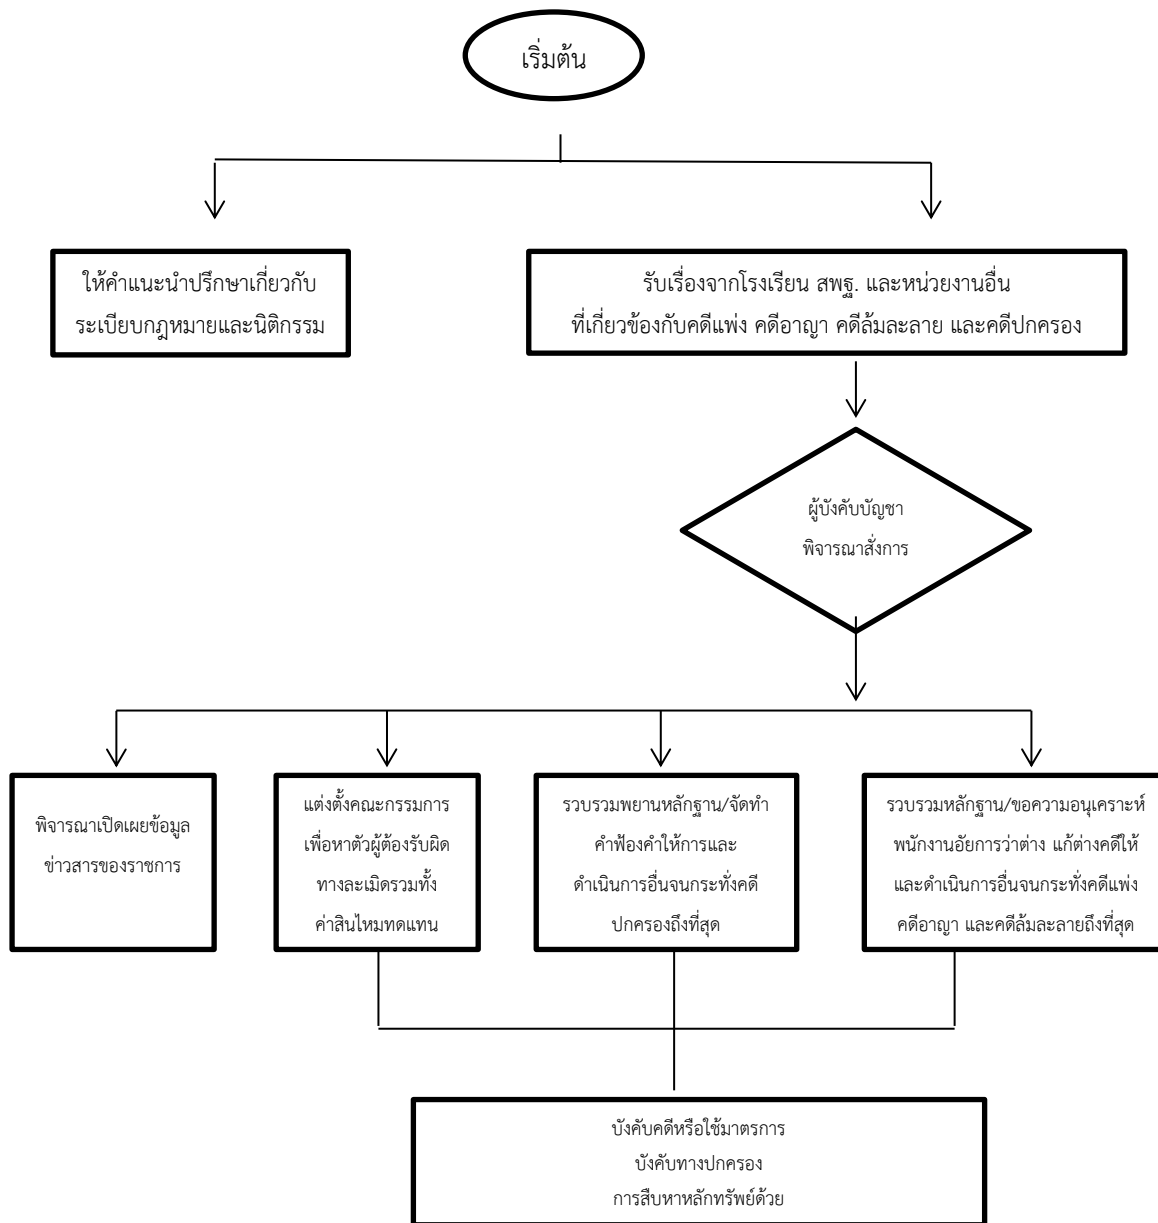 เริ่มต้น
ให้คำแนะนำปรึกษาเกี่ยวกับ
ระเบียบกฎหมายและนิติกรรม
รับเรื่องจากโรงเรียน สพฐ. และหน่วยงานอื่น
ที่เกี่ยวข้องกับคดีแพ่ง คดีอาญา คดีล้มละลาย และคดีปกครอง
ผู้บังคับบัญชา
พิจารณาสั่งการ
พิจารณาเปิดเผยข้อมูล
ข่าวสารของราชการ
แต่งตั้งคณะกรรมการ
เพื่อหาตัวผู้ต้องรับผิด
ทางละเมิดรวมทั้ง
ค่าสินไหมทดแทน
รวบรวมพยานหลักฐาน/จัดทำ
คำฟ้องคำให้การและ
ดำเนินการอื่นจนกระทั่งคดี
ปกครองถึงที่สุด
รวบรวมหลักฐาน/ขอความอนุเคราะห์
พนักงานอัยการว่าต่าง แก้ต่างคดีให้
และดำเนินการอื่นจนกระทั่งคดีแพ่ง
คดีอาญา และคดีล้มละลายถึงที่สุด
บังคับคดีหรือใช้มาตรการ
บังคับทางปกครอง
การสืบหาหลักทรัพย์ด้วย